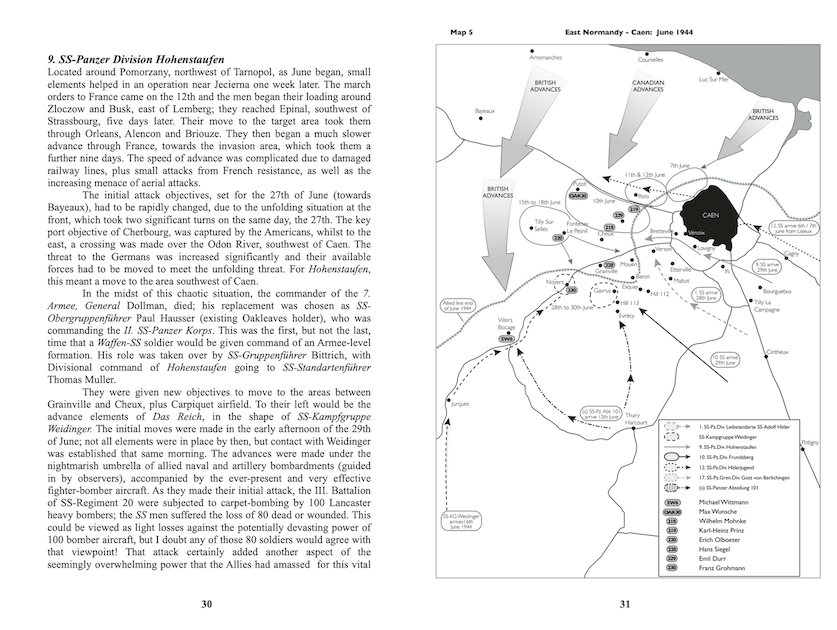 9. SS-Panzer Division Hohenstaufen
Located around Pomorzany, northwest of Tarnopol, as June began, small
elements helped in an operation near Jecierna one week later. The march
orders to France came on the 12th and the men began their loading around
Zloczow and Busk, east of Lemberg; they reached Epinal, southwest of
Strassbourg, five days later. Their move to the target area took them
through Orleans, Alencon and Briouze. They then began a much slower
advance through France, towards the invasion area, which took them a
further nine days. The speed of advance was complicated due to damaged
railway lines, plus small attacks from French resistance, as well as the
increasing menace of aerial attacks.
The initial attack objectives, set for the 27th of June (towards
Bayeaux), had to be rapidly changed, due to the unfolding situation at the
front, which took two significant turns on the same day, the 27th. The key
port objective of Cherbourg, was captured by the Americans, whilst to the
east, a crossing was made over the Odon River, southwest of Caen. The
threat to the Germans was increased significantly and their available
forces had to be moved to meet the unfolding threat. For Hohenstaufen,
this meant a move to the area southwest of Caen.
In the midst of this chaotic situation, the commander of the 7.
Armee, General Dollman, died; his replacement was chosen as SS-
Obergruppenführer Paul Hausser (existing Oakleaves holder), who was
commanding the II. SS-Panzer Korps. This was the first, but not the last,
time that a Waffen-SS soldier would be given command of an Armee-level
formation. His role was taken over by SS-Gruppenführer Bittrich, with
Divisional command of Hohenstaufen going to SS-Standartenführer
Thomas Muller.
They were given new objectives to move to the areas between
Grainville and Cheux, plus Carpiquet airfield. To their left would be the
advance elements of Das Reich, in the shape of SS-Kampfgruppe
Weidinger. The initial moves were made in the early afternoon of the 29th
of June; not all elements were in place by then, but contact with Weidinger
was established that same morning. The advances were made under the
nightmarish umbrella of allied naval and artillery bombardments (guided
in by observers), accompanied by the ever-present and very effective
fighter-bomber aircraft. As they made their initial attack, the III. Battalion
of SS-Regiment 20 were subjected to carpet-bombing by 100 Lancaster
heavy bombers; the SS men suffered the loss of 80 dead or wounded. This
could be viewed as light losses against the potentially devasting power of
100 bomber aircraft, but I doubt any of those 80 soldiers would agree with
that viewpoint! That attack certainly added another aspect of the
seemingly overwhelming power that the Allies had amassed for this vital
30
Map 5
East Normandy - Caen: June 1944
Arromanches
Courselles
Luc Sur Mer
BRITISH
ADVANCES
CANADIAN
ADVANCES
BRITISH
ADVANCES
Bayeux
7th June
11th & 12th June
BRITISH
ADVANCES
Putot
OAK30
10th June
Rots
15th to 18th June
219
229
CAEN
Tilly Sur
Selles
Fontenay
Le Pesnil
218
230
Bretteville
Venoix
12. SS arrive 6th / 7th
June from Lisieux
Verson
Louvigny
Cagny
Mouen
228
Grainville
Etterville
Ifs
9. SS arrive
29th June
Baron
Maltot
Noyers
230
Gavrus
Esquay
Hill 112
Bourguebus
Hill 113
1. SS arrive
28th June
Tilly La
Campagne
Allied line end
of June 1944
28th to 30th June
Evrecy
Villers
Bocage
SW6
Cintheux
10. SS arrive
29th June
Jurques
(s) SS-Pz.Abt. 101
arrive 12th June
Thury
Harcourt
Potigny
SS-KG Weidinger
arrives 16th
June 1944
1. SS-Pz.Div. Leibstandarte SS-Adolf Hitler
SS-Kampgruppe Weidinger
9. SS-Pz.Div. Hohenstaufen
10. SS-Pz.Div. Frundsberg
12. SS-Pz.Div. Hitlerjugend
17. SS-Pz.Gren.Div. Gotz von Berlichingen
(s) SS-Panzer Abteilung 101
SW6 Michael Wittmann
OAK30 Max Wunsche
218 Wilhelm Mohnke
219 Karl-Heinz Prinz
230 Erich Olboeter
228 Hans Siegel
229 Emil Durr
230 Franz Grohmann
31